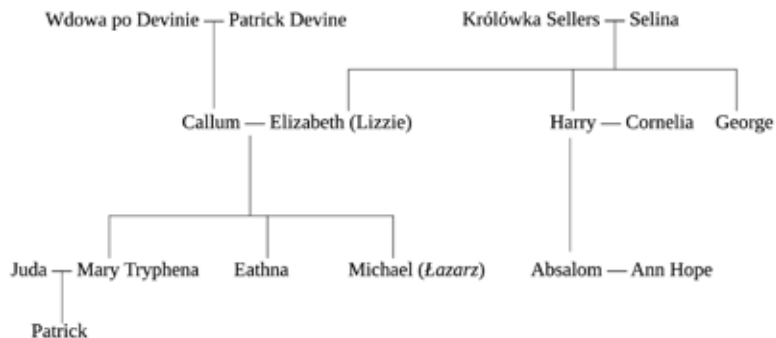 Wdowa po Devinie — Patrick Devine
Królówka Sellers — Selina
Callum — Elizabeth (Lizzie)
Harry — Cornelia
George
Juda — Mary Tryphena
Eathna
Michael (Łazarz)
Absalom — Ann Hope
Patrick